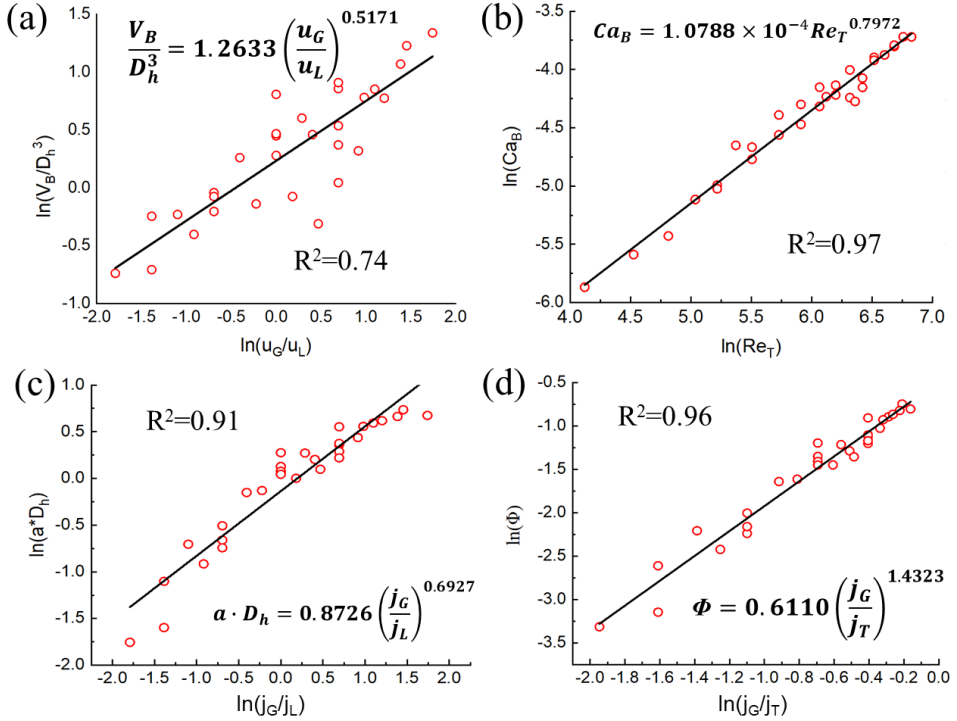 (a)
V_B/D_h^3 = 1.2633 (u_G/u_L)^0.5171
R²=0.74
ln(V_B/D_h^3)
1.5
1.0
0.5
0.0
-0.5
-1.0
-2.0 -1.5 -1.0 -0.5 0.0 0.5 1.0 1.5 2.0
ln(u_G/u_L)
(b)
Ca_B = 1.0788 × 10^-4 Re_T^0.7972
R²=0.97
ln(Ca_B)
-3.5
-4.0
-4.5
-5.0
-5.5
-6.0
4.0 4.5 5.0 5.5 6.0 6.5 7.0
ln(Re_T)
(c)
R²=0.91
a · D_h = 0.8726 (j_G/j_L)^0.6927
ln(a*D_h)
1.0
0.5
0.0
-0.5
-1.0
-1.5
-2.0
-2.0 -1.5 -1.0 -0.5 0.0 0.5 1.0 1.5 2.0
ln(j_G/j_L)
(d)
R²=0.96
Φ = 0.6110 (j_G/j_T)^1.4323
ln(Φ)
-0.5
-1.0
-1.5
-2.0
-2.5
-3.0
-3.5
-2.0 -1.8 -1.6 -1.4 -1.2 -1.0 -0.8 -0.6 -0.4 -0.2 0.0
ln(j_G/j_T)